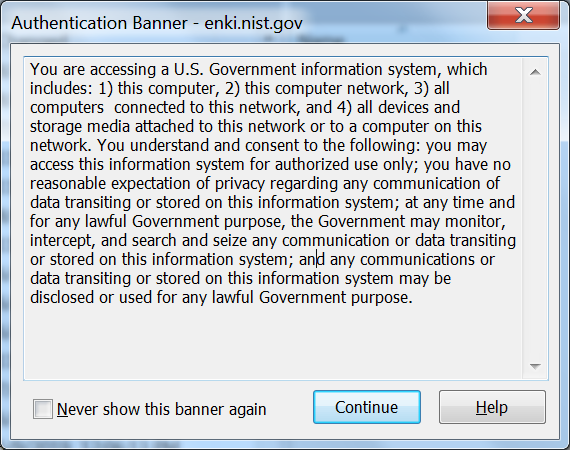 Authentication Banner - enki.nist.gov
You are accessing a U.S. Government information system, which
includes: 1) this computer, 2) this computer network, 3) all
computers  connected to this network, and 4) all devices and
storage media attached to this network or to a computer on this
network. You understand and consent to the following: you may
access this information system for authorized use only; you have no
reasonable expectation of privacy regarding any communication of
data transiting or stored on this information system; at any time and
for any lawful Government purpose, the Government may monitor,
intercept, and search and seize any communication or data transiting
or stored on this information system; and any communications or
data transiting or stored on this information system may be
disclosed or used for any lawful Government purpose.
Never show this banner again
Continue
Help